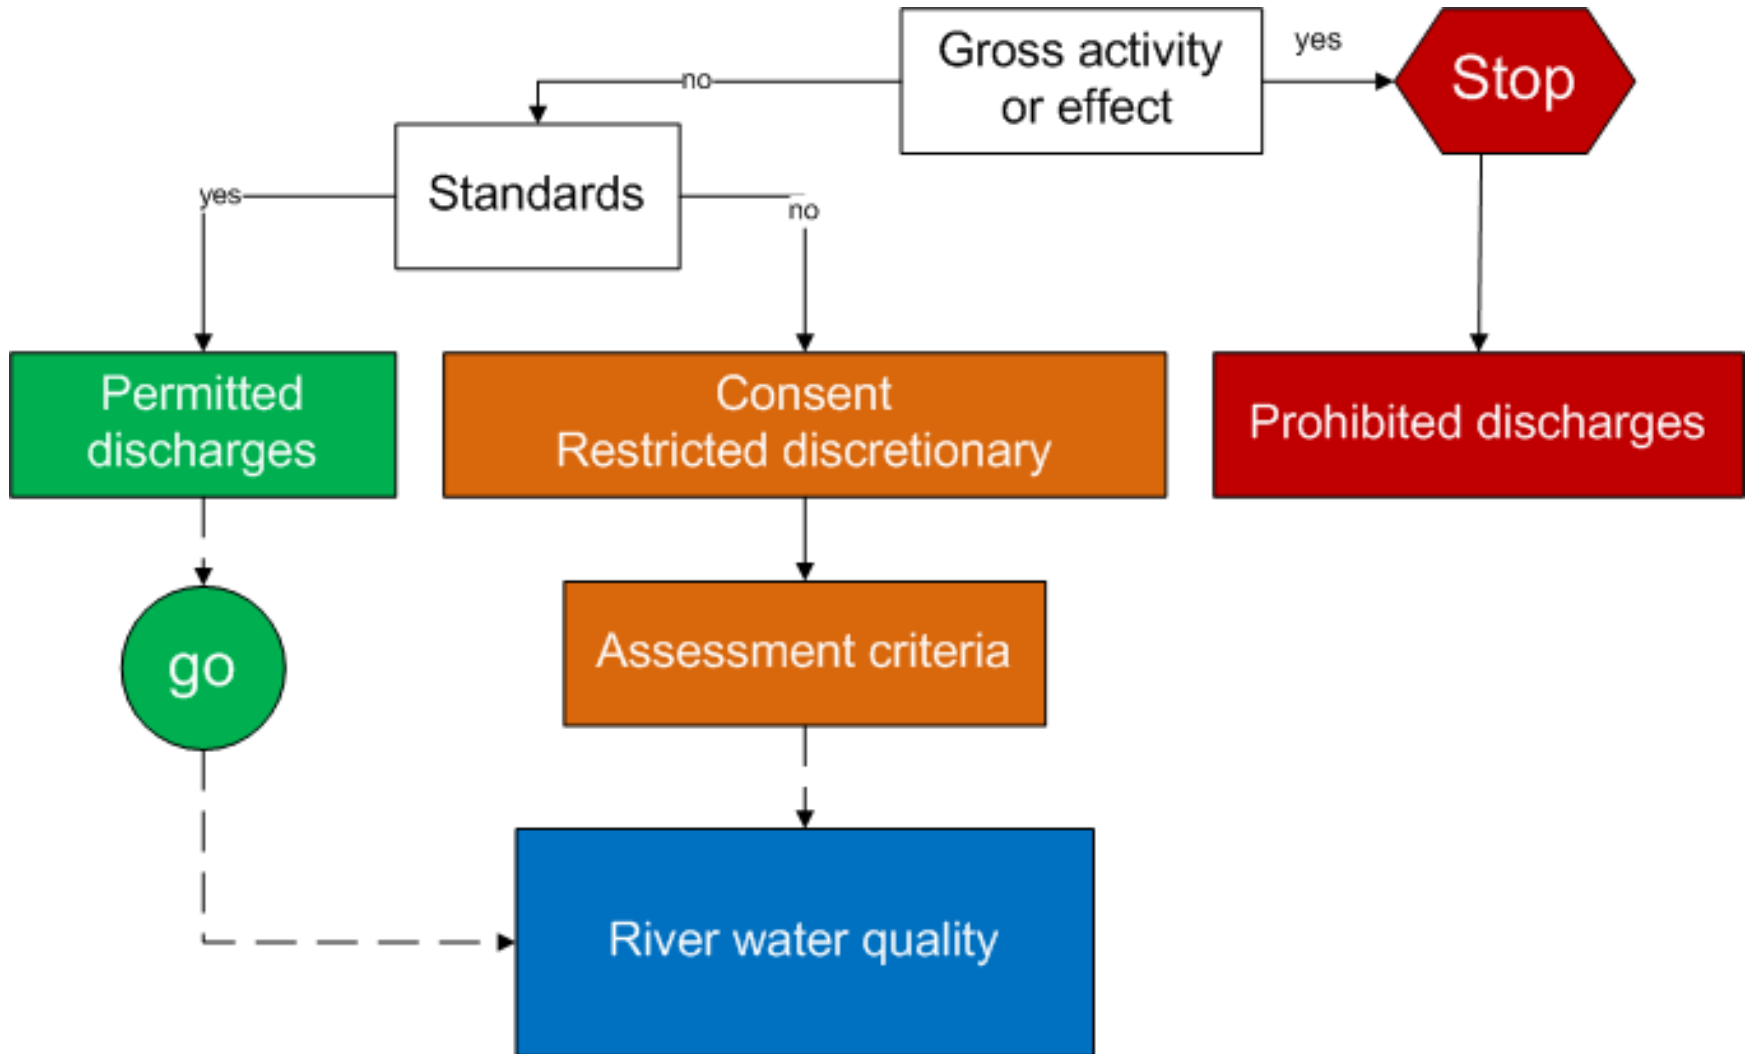 Gross activity
or effect
yes
Stop
no
Standards
yes
no
Permitted
discharges
Consent
Restricted discretionary
Prohibited discharges
go
Assessment criteria
River water quality